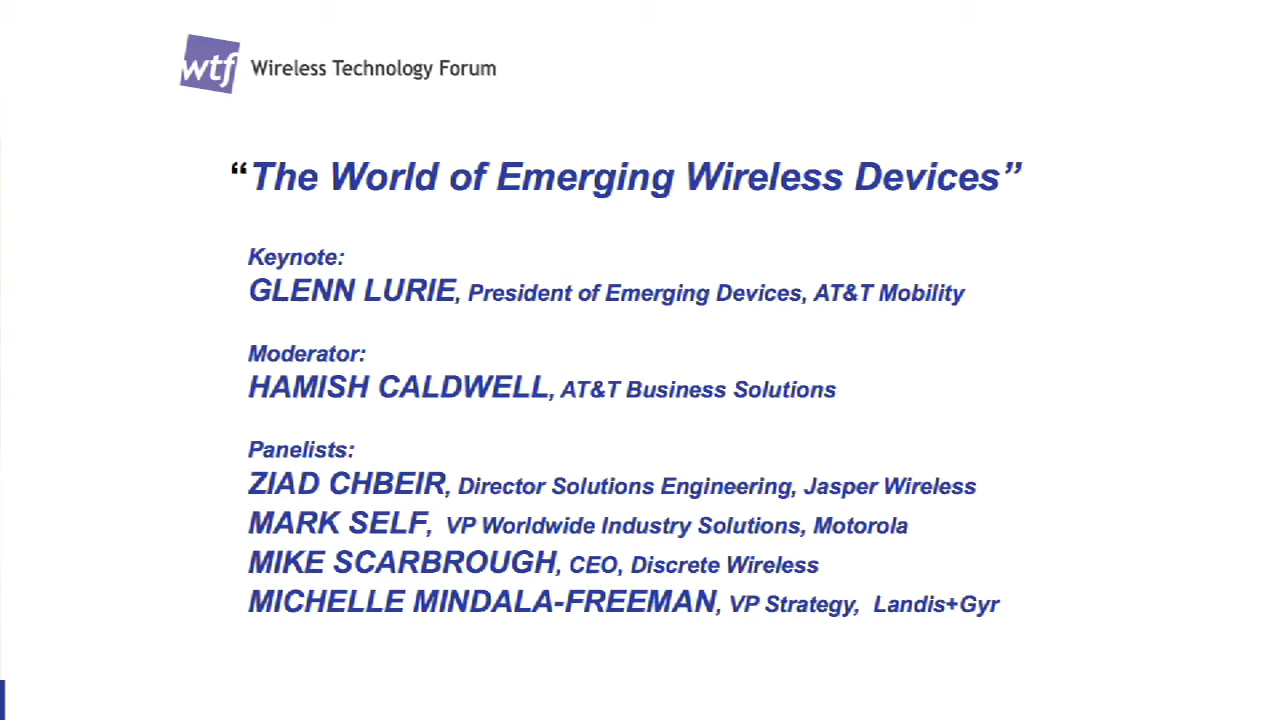 wtf Wireless Technology Forum
“The World of Emerging Wireless Devices”
Keynote:
GLENN LURIE, President of Emerging Devices, AT&T Mobility
Moderator:
HAMISH CALDWELL, AT&T Business Solutions
Panelists:
ZIAD CHBEIR, Director Solutions Engineering, Jasper Wireless
MARK SELF, VP Worldwide Industry Solutions, Motorola
MIKE SCARBROUGH, CEO, Discrete Wireless
MICHELLE MINDALA-FREEMAN, VP Strategy, Landis+Gyr